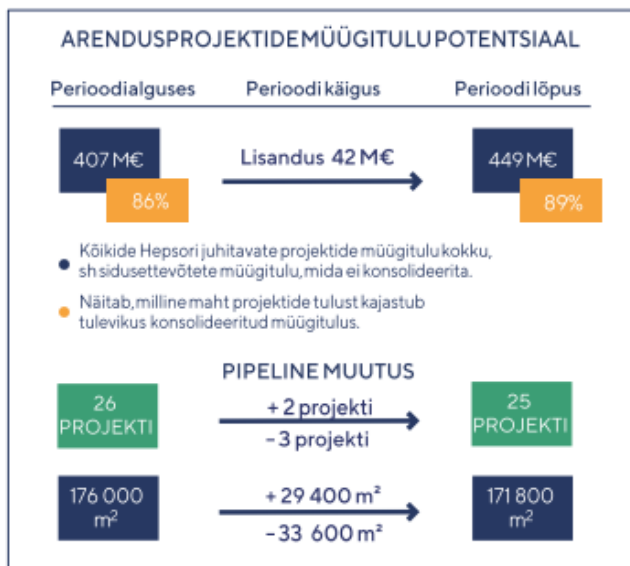 ARENDUSPROJEKTIDE MÜÜGITULU POTENTSIAAL
Perioodi alguses Perioodi käigus Perioodi lõpus
407 M€ Lisandus 42 M€ 449 M€
86% 89%
Kõikide Hepsori juhitavate projektide müügitulu kokku,
sh sidusettevõtete müügitulu, mida ei konsolideerita.
Näitab, milline maht projektide tulust kajastub
tulevikus konsolideeritud müügitulus.
PIPELINE MUUTUS
26
PROJEKTI
+ 2 projekti
- 3 projekti
25
PROJEKTI
176 000
m²
+ 29 400 m²
-33 600 m²
171 800
m²